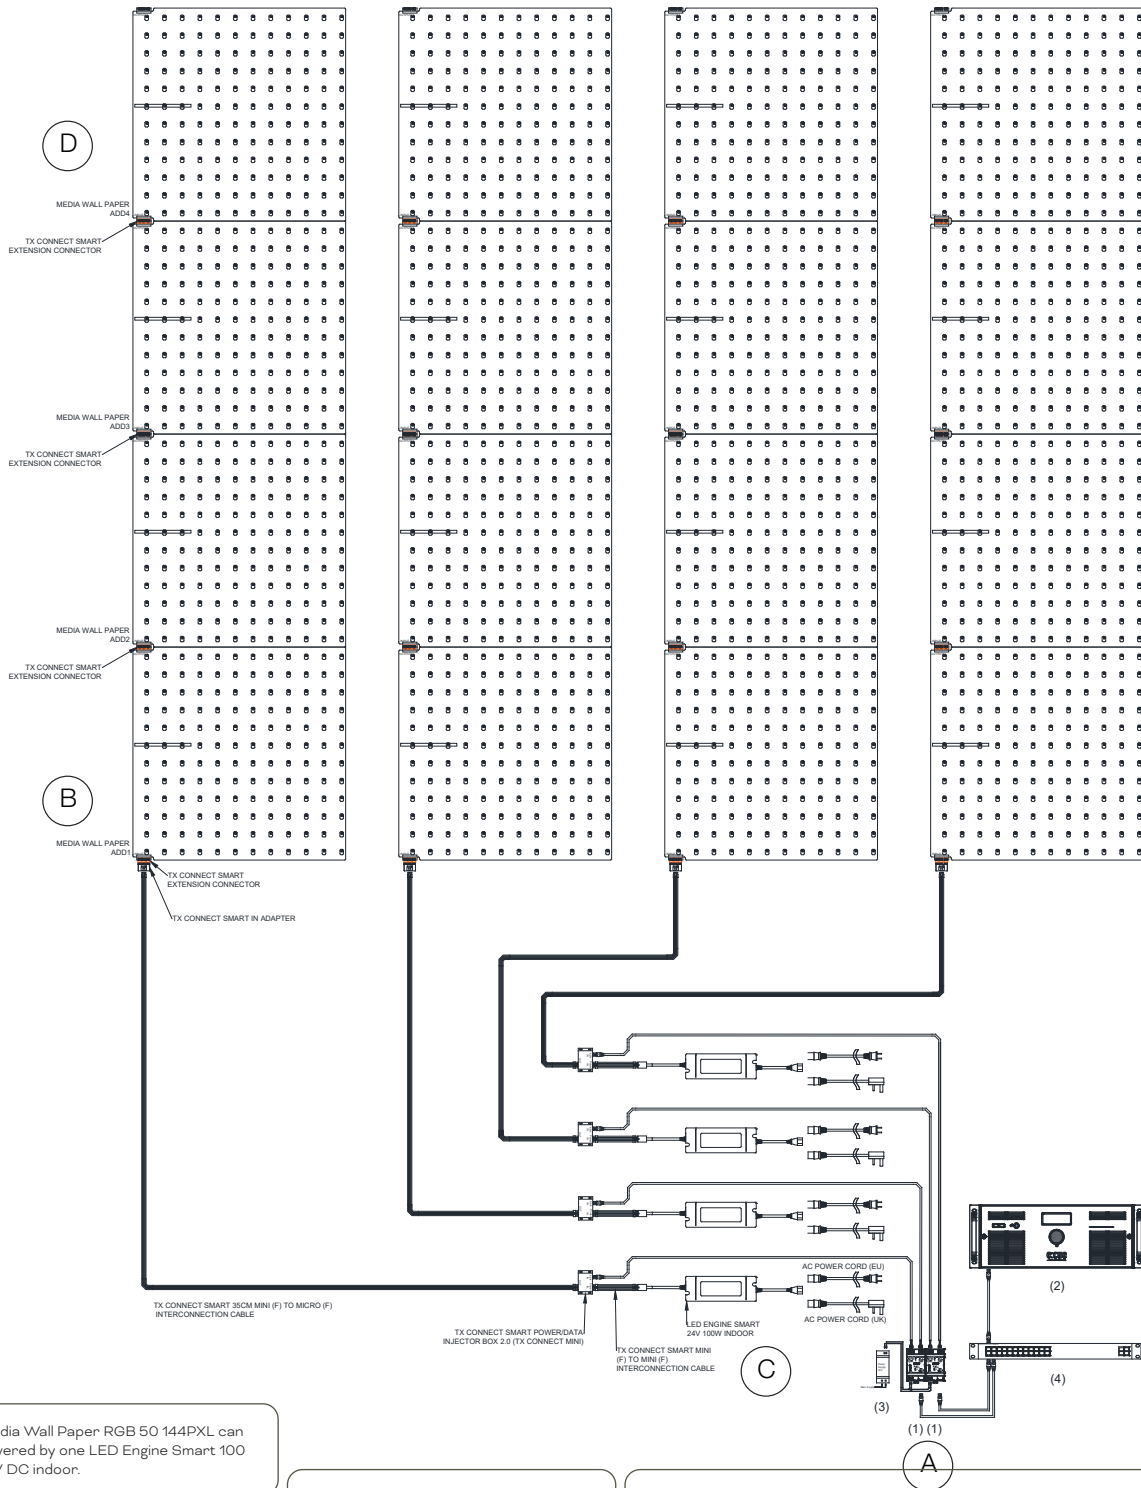 D
MEDIA WALL PAPER
ADD4
TX CONNECT SMART
EXTENSION CONNECTOR
MEDIA WALL PAPER
ADD3
TX CONNECT SMART
EXTENSION CONNECTOR
MEDIA WALL PAPER
ADD2
TX CONNECT SMART
EXTENSION CONNECTOR
B
MEDIA WALL PAPER
ADD1
TX CONNECT SMART
EXTENSION CONNECTOR
TX CONNECT SMART IN ADAPTER
TX CONNECT SMART 35CM MINI (F) TO MICRO (F)
INTERCONNECTION CABLE
TX CONNECT SMART POWER/DATA
INJECTOR BOX 2.0 (TX CONNECT MINI)
TX CONNECT SMART MINI
(F) TO MINI (F)
INTERCONNECTION CABLE
LED ENGINE SMART
24V 100W INDOOR
AC POWER CORD (EU)
AC POWER CORD (UK)
C
(2)
(4)
(3)
(1) (1)
A
dia Wall Paper RGB 50 144PXL can
vered by one LED Engine Smart 100
DC indoor.